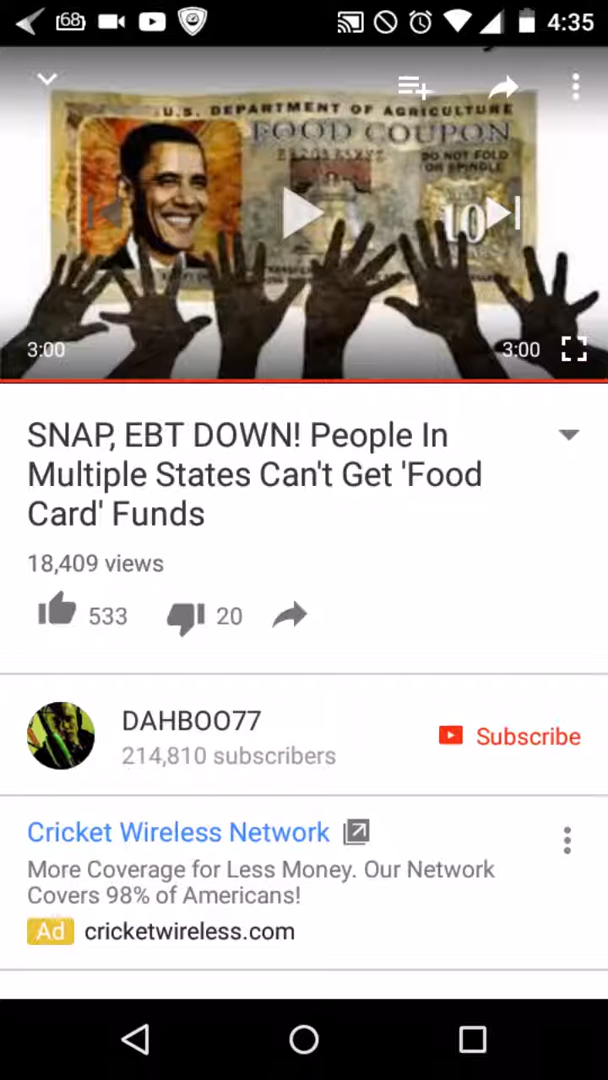 68 4:35
U.S. DEPARTMENT OF AGRICULTURE
FOOD COUPON
DO NOT FOLD
OR SPINDLE
10
3:00 3:00
SNAP, EBT DOWN! People In
Multiple States Can't Get 'Food
Card' Funds
18,409 views
533 20
DAHBOO77
214,810 subscribers
Subscribe
Cricket Wireless Network
More Coverage for Less Money. Our Network
Covers 98% of Americans!
Ad cricketwireless.com